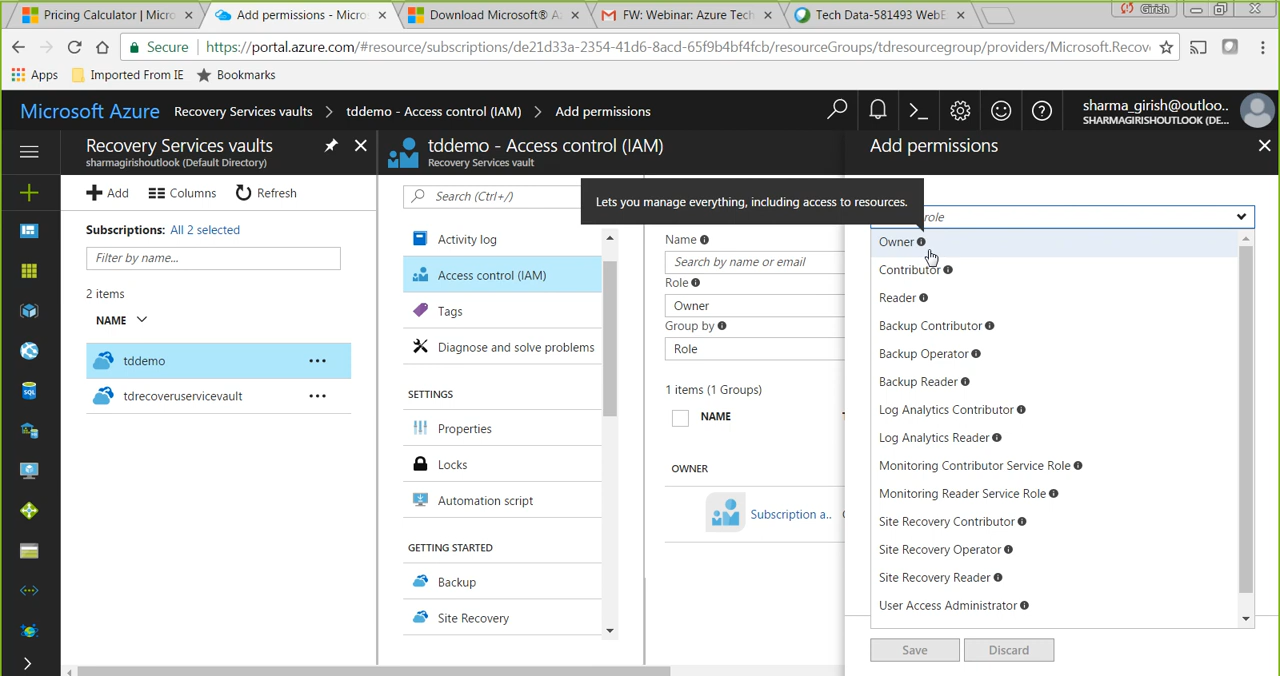 Pricing Calculator | Micro
Add permissions - Micros
Download Microsoft® A
FW: Webinar: Azure Tech
Tech Data-581493 WebE
Girish
Secure
https://portal.azure.com/#resource/subscriptions/de21d33a-2354-41d6-8acd-65f9b4bf4fcb/resourceGroups/tdresourcegroup/providers/Microsoft.Recov
Apps
Imported From IE
Bookmarks
Microsoft Azure
Recovery Services vaults > tddemo - Access control (IAM) > Add permissions
sharma_girish@outloo..
SHARMAGIRISHOUTLOOK (DE...
Recovery Services vaults
sharmagirishoutlook (Default Directory)
Add
Columns
Refresh
Subscriptions: All 2 selected
Filter by name...
2 items
NAME
tddemo
tdrecoveruservicevault
tddemo - Access control (IAM)
Recovery Services vault
Search (Ctrl+/)
Activity log
Access control (IAM)
Tags
Diagnose and solve problems
SETTINGS
Properties
Locks
Automation script
GETTING STARTED
Backup
Site Recovery
Lets you manage everything, including access to resources.
Name
Search by name or email
Role
Owner
Group by
Role
1 items (1 Groups)
NAME
OWNER
Subscription a..
Add permissions
role
Owner
Contributor
Reader
Backup Contributor
Backup Operator
Backup Reader
Log Analytics Contributor
Log Analytics Reader
Monitoring Contributor Service Role
Monitoring Reader Service Role
Site Recovery Contributor
Site Recovery Operator
Site Recovery Reader
User Access Administrator
Save
Discard